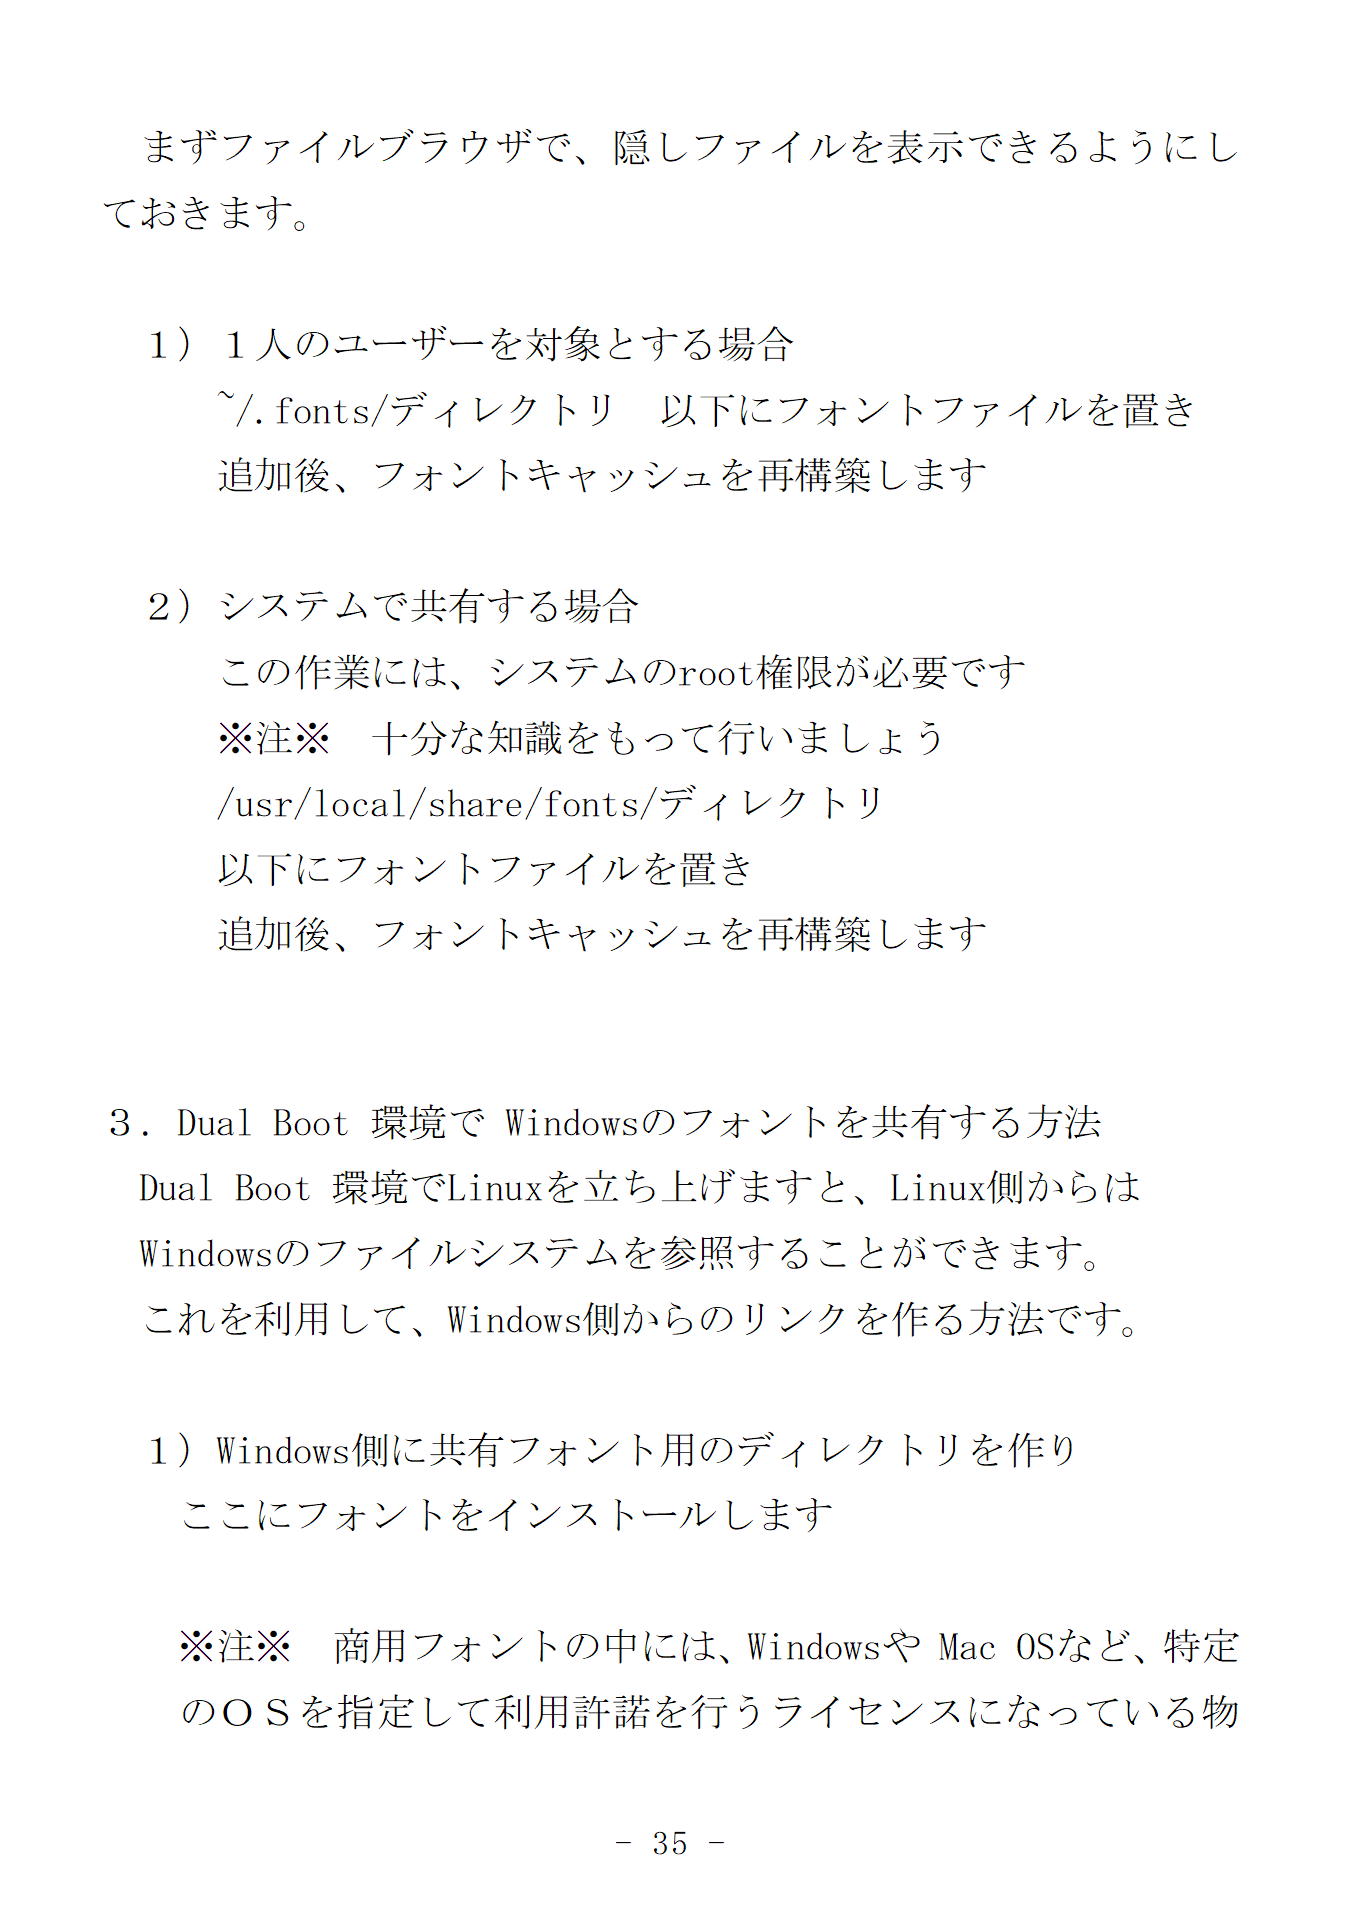 まずファイルブラウザで、隠しファイルを表示できるようにし
ておきます。
１）１人のユーザーを対象とする場合
~/.fonts/ディレクトリ　以下にフォントファイルを置き
追加後、フォントキャッシュを再構築します
２）システムで共有する場合
この作業には、システムのroot権限が必要です
※注※　十分な知識をもって行いましょう
/usr/local/share/fonts/ディレクトリ
以下にフォントファイルを置き
追加後、フォントキャッシュを再構築します
３．Dual Boot 環境で Windowsのフォントを共有する方法
Dual Boot 環境でLinuxを立ち上げますと、Linux側からは
Windowsのファイルシステムを参照することができます。
これを利用して、Windows側からのリンクを作る方法です。
１）Windows側に共有フォント用のディレクトリを作り
ここにフォントをインストールします
※注※　商用フォントの中には、Windowsや Mac OSなど、特定
のＯＳを指定して利用許諾を行うライセンスになっている物
- 35 -